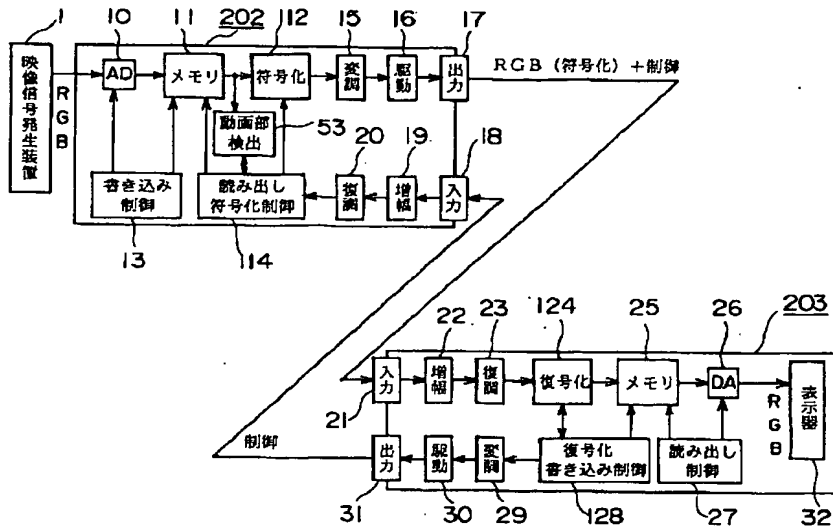 1
10
11
202
112
15
16
17
映像信号発生装置
RGB
AD
メモリ
符号化
変調
駆動
出力
RGB (符号化) +制御
動画部
検出
53
20
19
18
書き込み
制御
読み出し
符号化制御
復調
増幅
入力
13
114
22
23
124
25
26
203
入力
増幅
復調
復号化
メモリ
DA
RGB
表示器
21
制御
出力
駆動
変調
復号化
書き込み制御
読み出し
制御
31
30
29
128
27
32